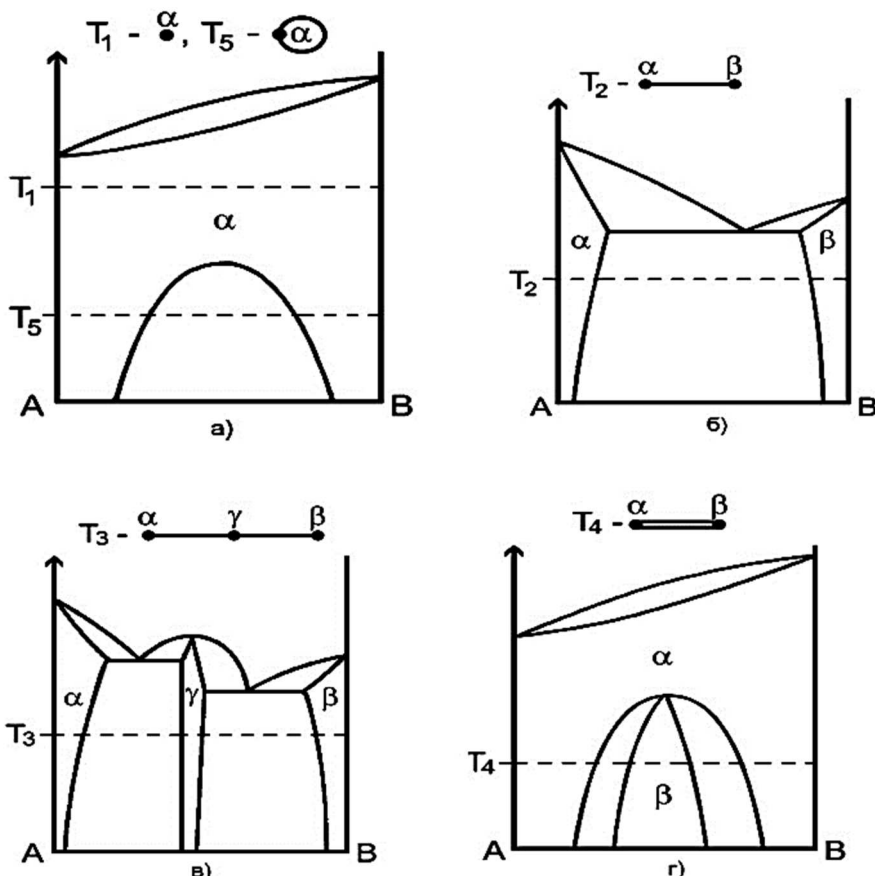 T₁ - α, T₅ - α
T₁
α
T₅
A B
а)
T₂ - α β
α β
T₂
A B
б)
T₃ - α γ β
α γ β
T₃
A B
в)
T₄ - α β
α
T₄
β
A B
г)